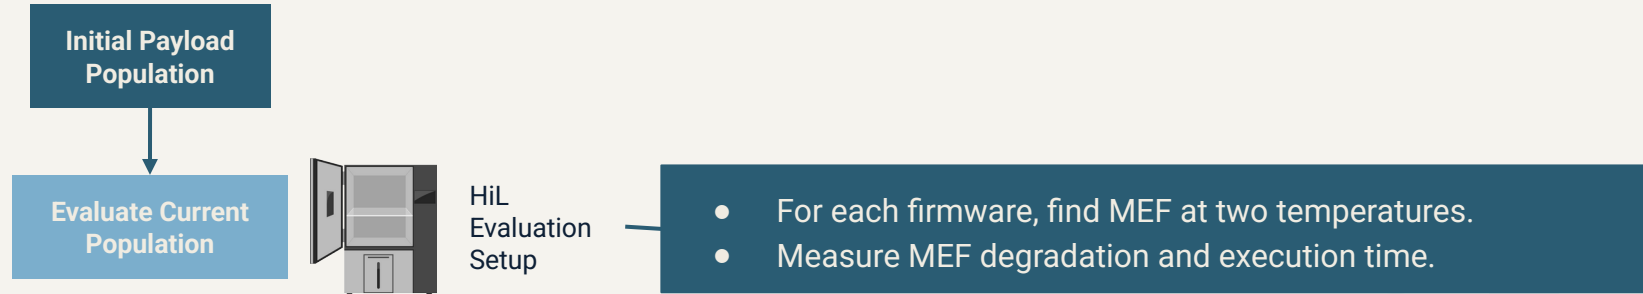 Initial Payload
Population
Evaluate Current
Population
HiL
Evaluation
Setup
● For each firmware, find MEF at two temperatures.
● Measure MEF degradation and execution time.